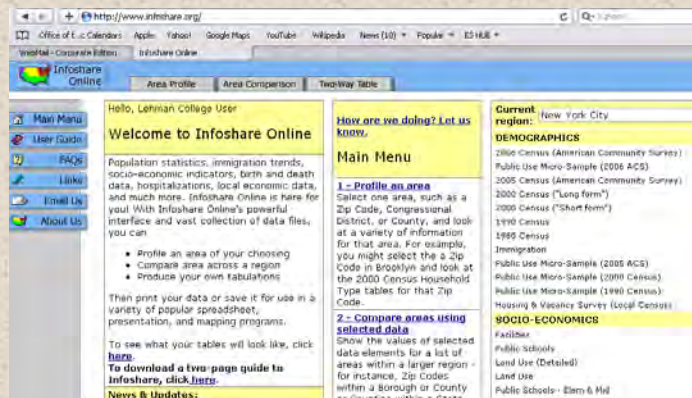 http://www.infoshare.org/
Office of E...c Calendars Apple Yahoo! Google Maps YouTube Wikipedia News (10) Popular
WebMail - Corporate Edition Infoshare Online
Infoshare
Online
Area Profile Area Comparison Two-Way Table
Main Menu
User Guide
FAQs
Links
Email Us
About Us
Hello, Lehman College User
Welcome to Infoshare Online
Population statistics, immigration trends,
socio-economic indicators, birth and death
data, hospitalizations, local economic data,
and much more. Infoshare Online is here for
you! With Infoshare Online's powerful
interface and vast collection of data files,
you can
• Profile an area of your choosing
• Compare area across a region
• Produce your own tabulations
Then print your data or save it for use in a
variety of popular spreadsheet,
presentation, and mapping programs.
To see what your tables will look like, click
here.
To download a two-page guide to
Infoshare, click here.
News & Updates:
How are we doing? Let us
know.
Main Menu
1 - Profile an area
Select one area, such as a
Zip Code, Congressional
District, or County, and look
at a variety of information
for that area. For example,
you might select the a Zip
Code in Brooklyn and look at
the 2000 Census Household
Type tables for that Zip
Code.
2 - Compare areas using
selected data
Show the values of selected
data elements for a list of
areas within a larger region -
for instance, Zip Codes
within a Borough or County
or Counties within a State
Current
region: New York City
DEMOGRAPHICS
2006 Census (American Community Survey)
Public Use Micro-Sample (2006 ACS)
2005 Census (American Community Survey)
2000 Census ("Long form")
2000 Census ("Short form")
1990 Census
1980 Census
Immigration
Public Use Micro-Sample (2005 ACS)
Public Use Micro-Sample (2000 Census)
Public Use Micro-Sample (1990 Census)
Housing & Vacancy Survey (Local Census)
SOCIO-ECONOMICS
Facilities
Public Schools
Land Use (Detailed)
Land Use
Public Schools - Elem & Mid